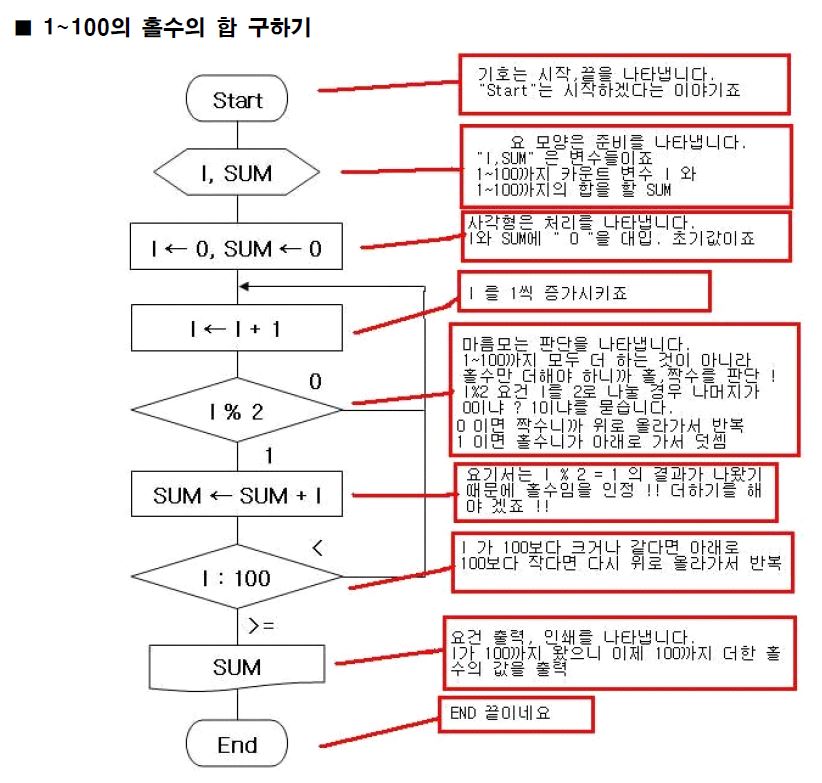 ■ 1~100의 홀수의 합 구하기
Start
기호는 시작,끝을 나타냅니다.
"Start"는 시작하겠다는 이야기죠
I, SUM
요 모양은 준비를 나타냅니다.
"I,SUM" 은 변수들이죠
1~100까지 카운트 변수 I 와
1~100까지의 합을 할 SUM
I ← 0, SUM ← 0
사각형은 처리를 나타냅니다.
I와 SUM에 " 0 "을 대입. 초기값이죠
I ← I + 1
I 를 1씩 증가시키죠
I % 2
0
1
마름모는 판단을 나타냅니다.
1~100까지 모두 더 하는 것이 아니라
홀수만 더해야 하니까 홀,짝수를 판단 !
I%2 요건 I를 2로 나눌 경우 나머지가
0이냐 ? 1이냐를 묻습니다.
0 이면 짝수니까 위로 올라가서 반복
1 이면 홀수니가 아래로 가서 덧셈
SUM ← SUM + I
요기서는 I % 2 = 1 의 결과가 나왔기
때문에 홀수임을 인정 !! 더하기를 해
야 겠죠 !!
I : 100
<
>=
I 가 100보다 크거나 같다면 아래로
100보다 작다면 다시 위로 올라가서 반복
SUM
요건 출력, 인쇄를 나타냅니다.
I가 100까지 왔으니 이제 100까지 더한 홀
수의 값을 출력
End
END 끝이네요